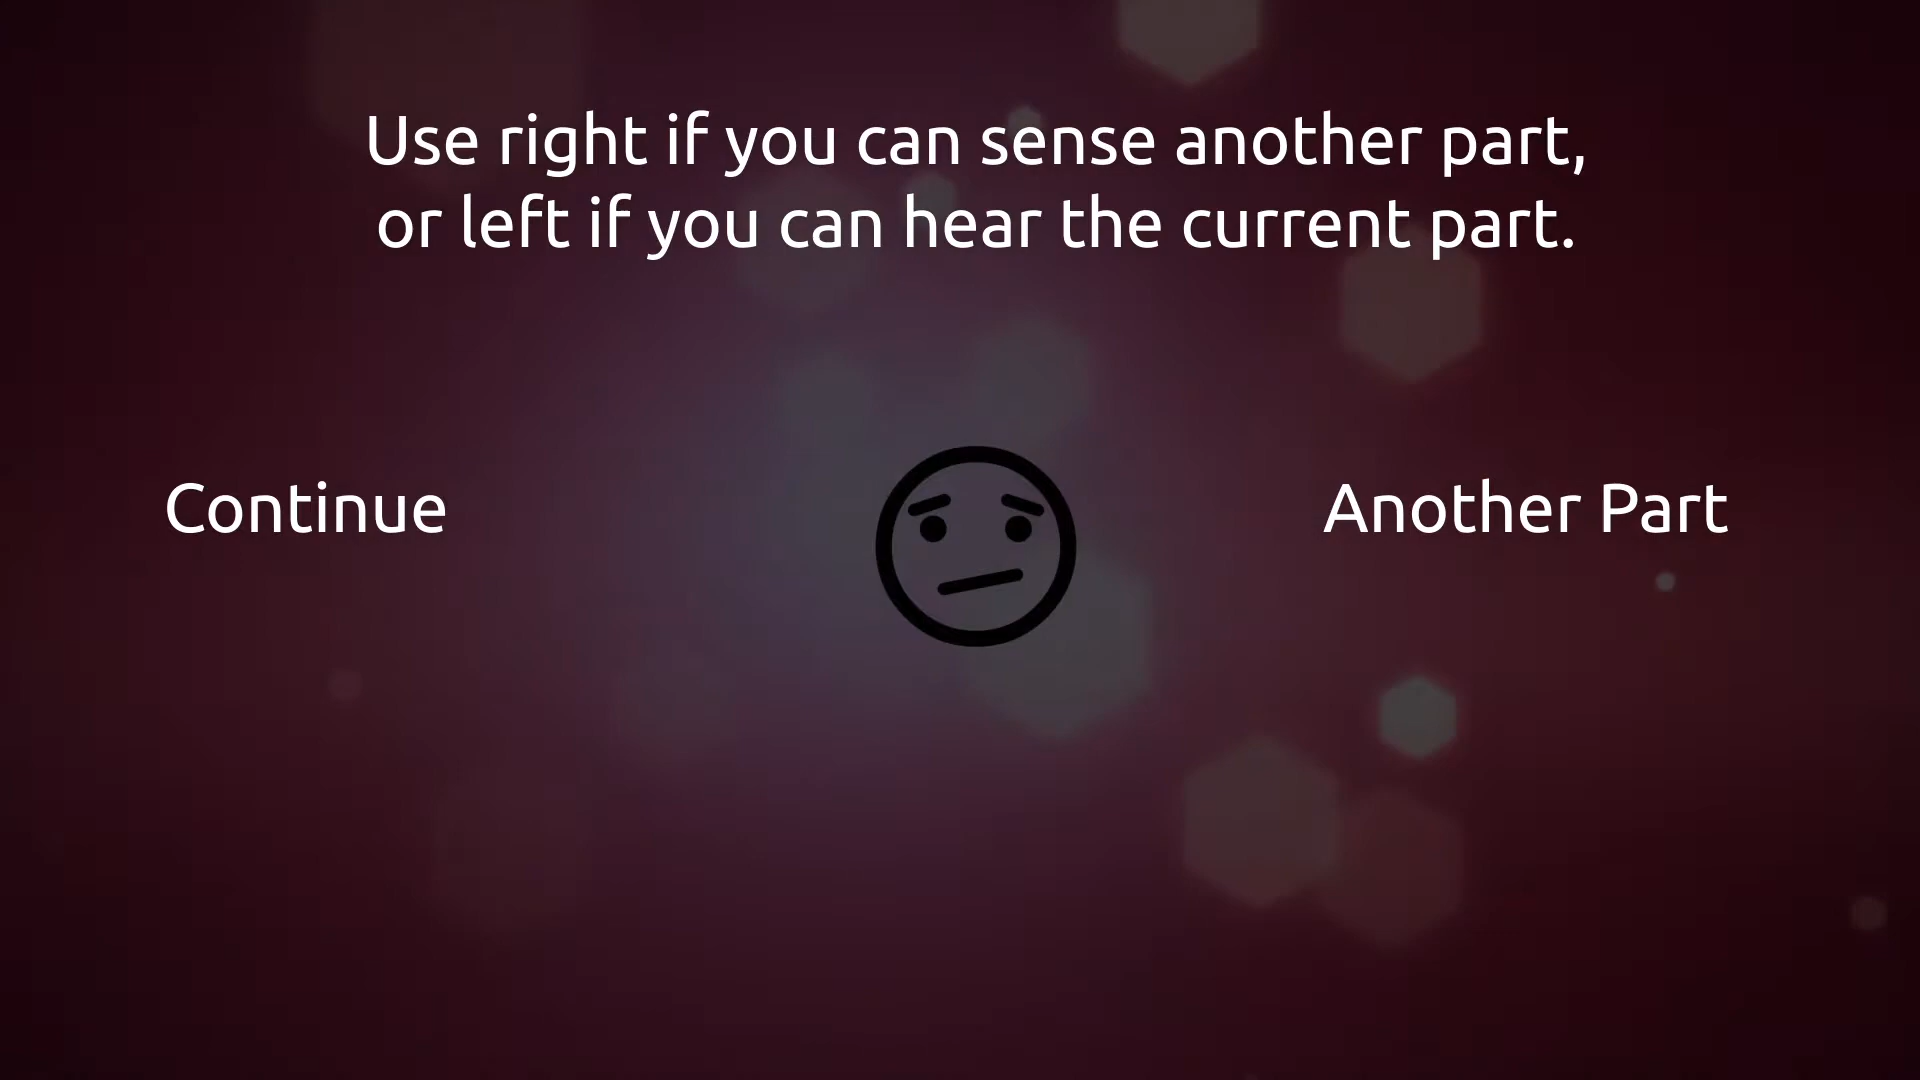 Use right if you can sense another part,
or left if you can hear the current part.
Continue
Another Part